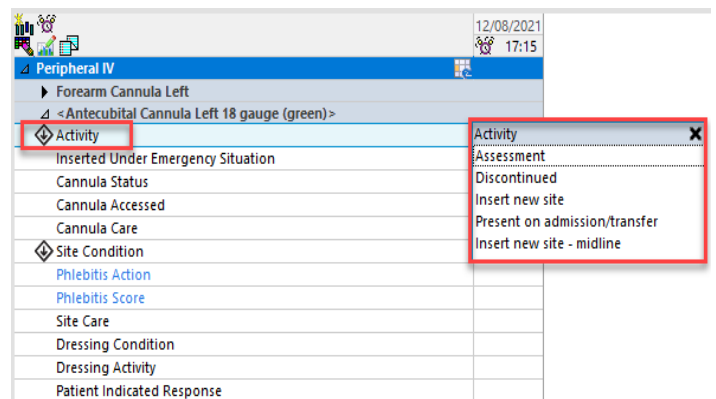 12/08/2021
17:15
Peripheral IV
Forearm Cannula Left
<Antecubital Cannula Left 18 gauge (green)>
Activity
Inserted Under Emergency Situation
Cannula Status
Cannula Accessed
Cannula Care
Site Condition
Phlebitis Action
Phlebitis Score
Site Care
Dressing Condition
Dressing Activity
Patient Indicated Response
Activity
Assessment
Discontinued
Insert new site
Present on admission/transfer
Insert new site - midline